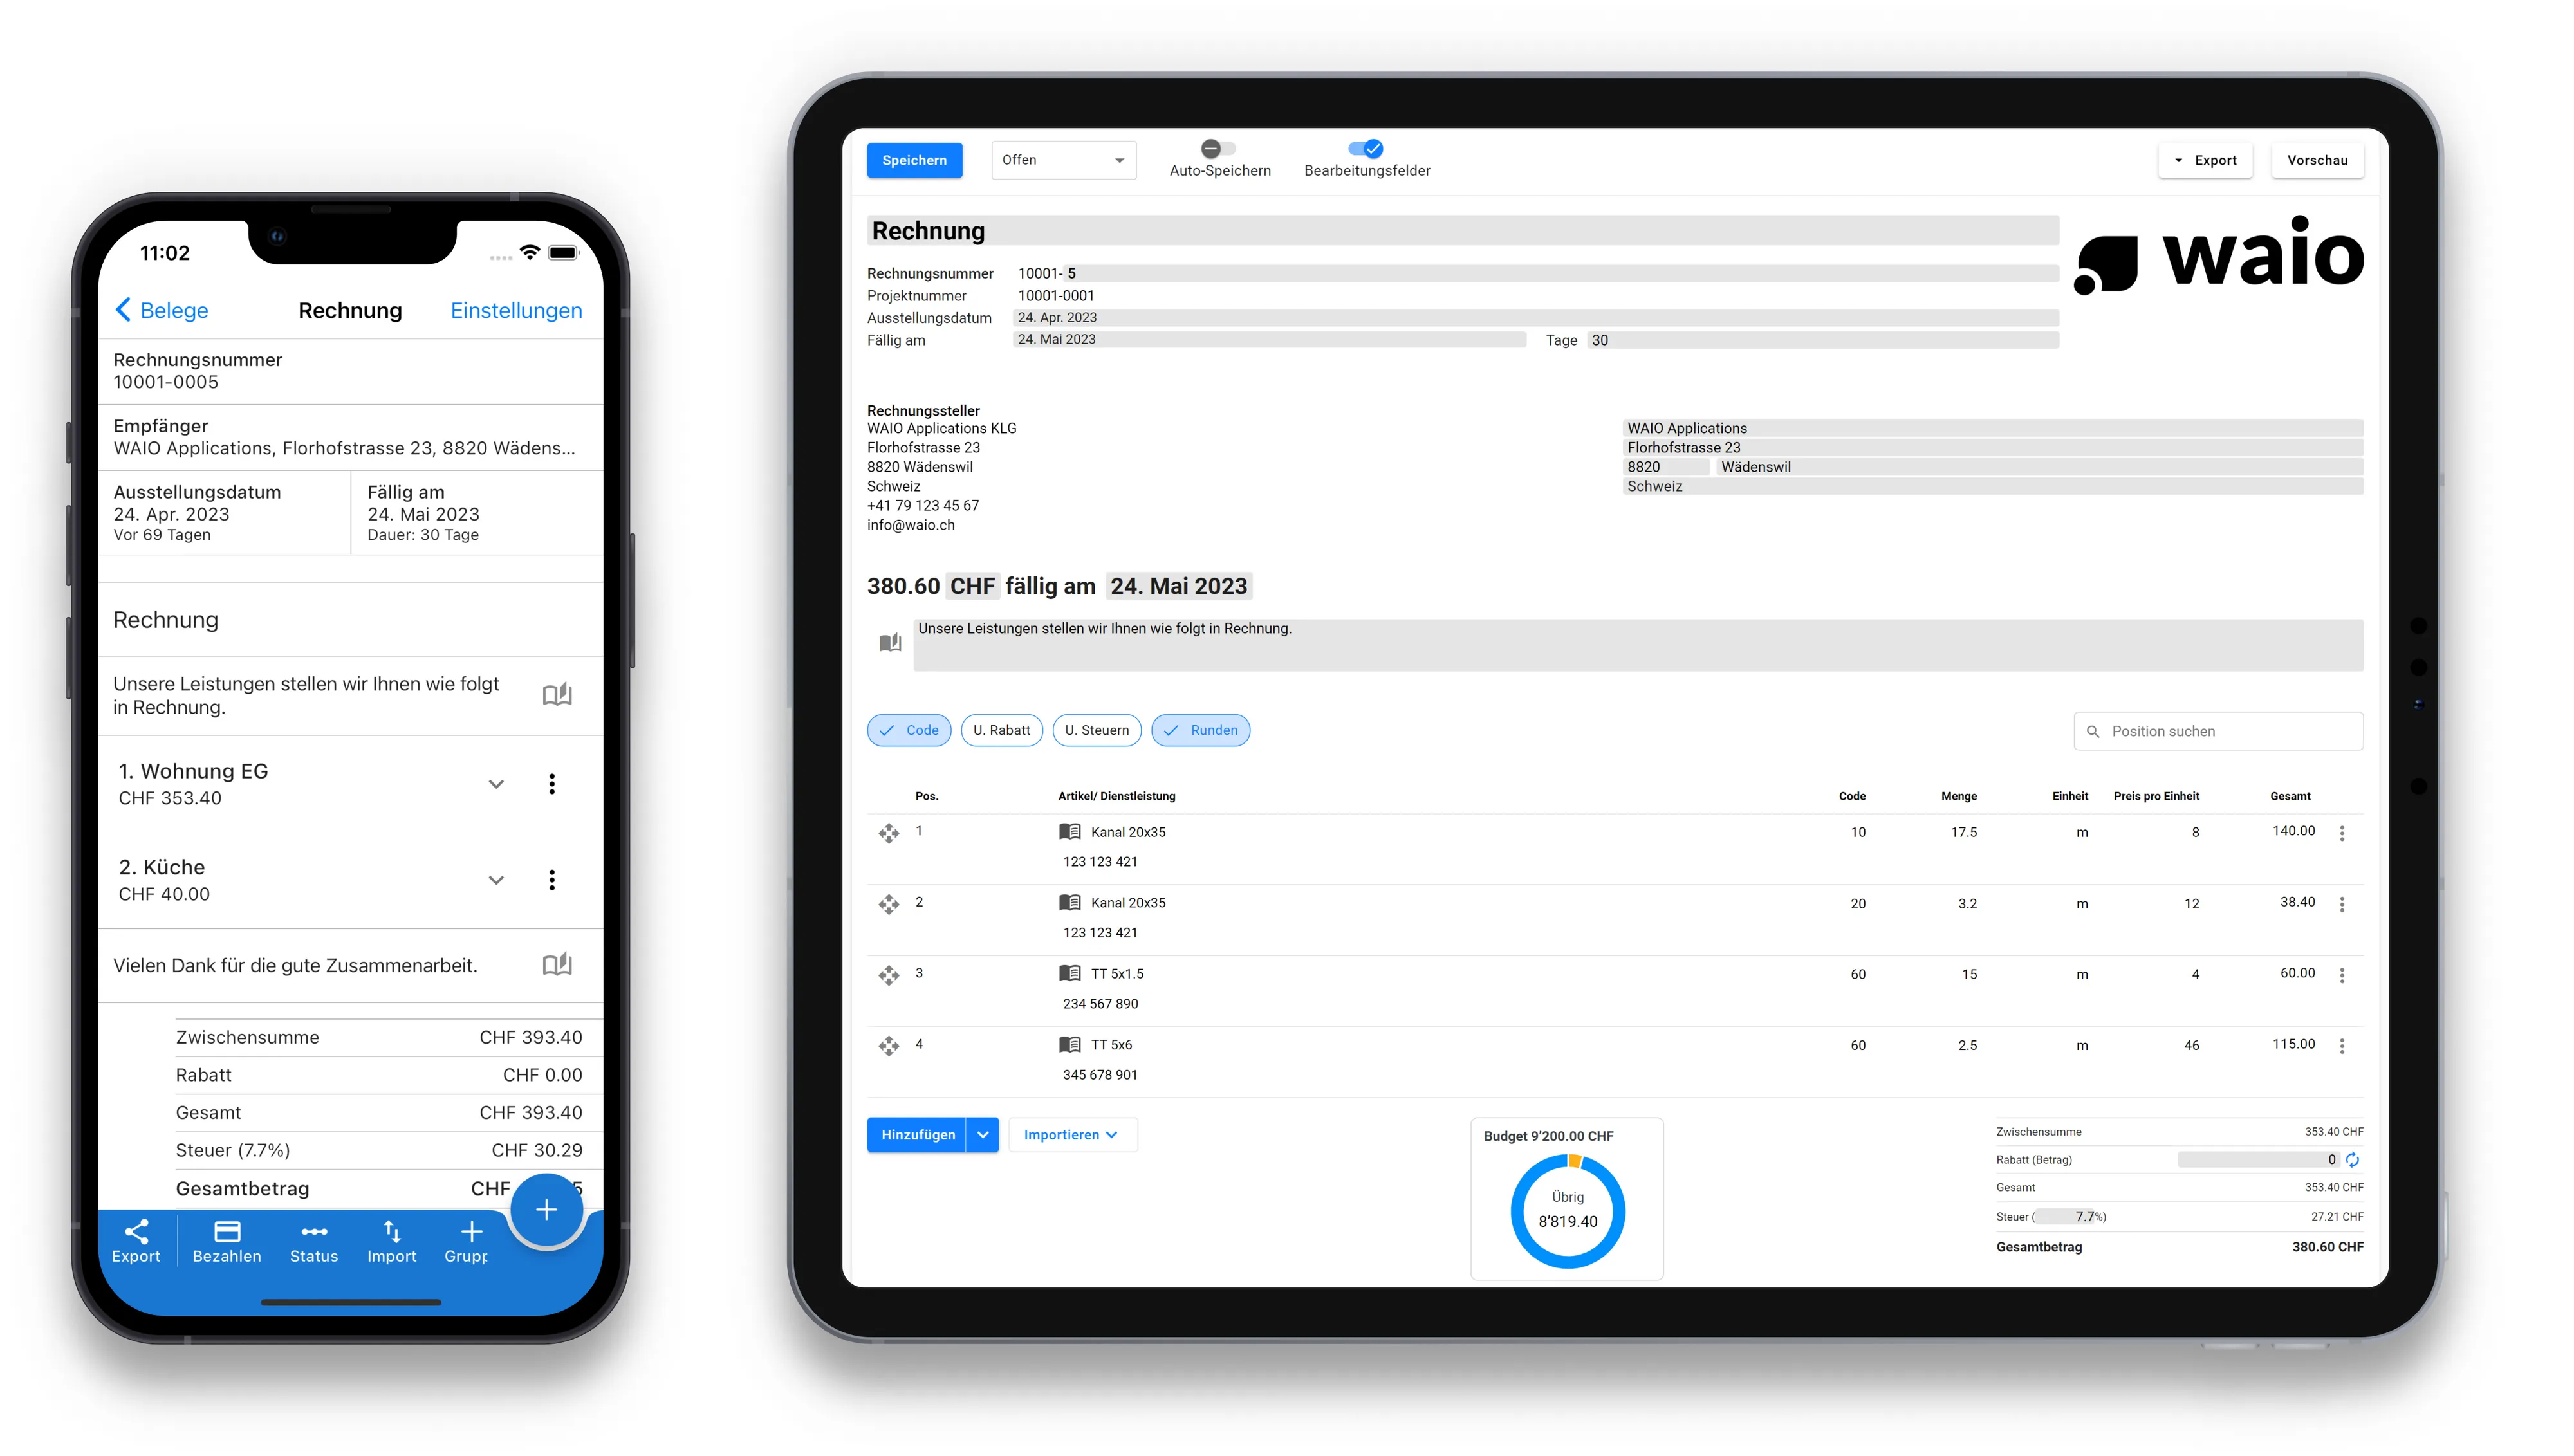 11:02
Belege Rechnung Einstellungen
Rechnungsnummer
10001-0005
Empfänger
WAIO Applications, Florhofstrasse 23, 8820 Wädens...
Ausstellungsdatum Fällig am
24. Apr. 2023 24. Mai 2023
Vor 69 Tagen Dauer: 30 Tage
Rechnung
Unsere Leistungen stellen wir Ihnen wie folgt
in Rechnung.
1. Wohnung EG
CHF 353.40
2. Küche
CHF 40.00
Vielen Dank für die gute Zusammenarbeit.
Zwischensumme CHF 393.40
Rabatt CHF 0.00
Gesamt CHF 393.40
Steuer (7.7%) CHF 30.29
Gesamtbetrag CHF
Export Bezahlen Status Import Grupp
Speichern Offen Auto-Speichern Bearbeitungsfelder Export Vorschau
Rechnung
waio
Rechnungsnummer 10001- 5
Projektnummer 10001-0001
Ausstellungsdatum 24. Apr. 2023
Fällig am 24. Mai 2023 Tage 30
Rechnungssteller
WAIO Applications KLG
Florhofstrasse 23
8820 Wädenswil
Schweiz
+41 79 123 45 67
info@waio.ch
WAIO Applications
Florhofstrasse 23
8820 Wädenswil
Schweiz
380.60 CHF fällig am 24. Mai 2023
Unsere Leistungen stellen wir Ihnen wie folgt in Rechnung.
Code U. Rabatt U. Steuern Runden Position suchen
Pos. Artikel/ Dienstleistung Code Menge Einheit Preis pro Einheit Gesamt
1 Kanal 20x35 10 17.5 m 8 140.00
123 123 421
2 Kanal 20x35 20 3.2 m 12 38.40
123 123 421
3 TT 5x1.5 60 15 m 4 60.00
234 567 890
4 TT 5x6 60 2.5 m 46 115.00
345 678 901
Hinzufügen Importieren
Budget 9'200.00 CHF
Übrig
8'819.40
Zwischensumme 353.40 CHF
Rabatt (Betrag) 0
Gesamt 353.40 CHF
Steuer ( 7.7%) 27.21 CHF
Gesamtbetrag 380.60 CHF